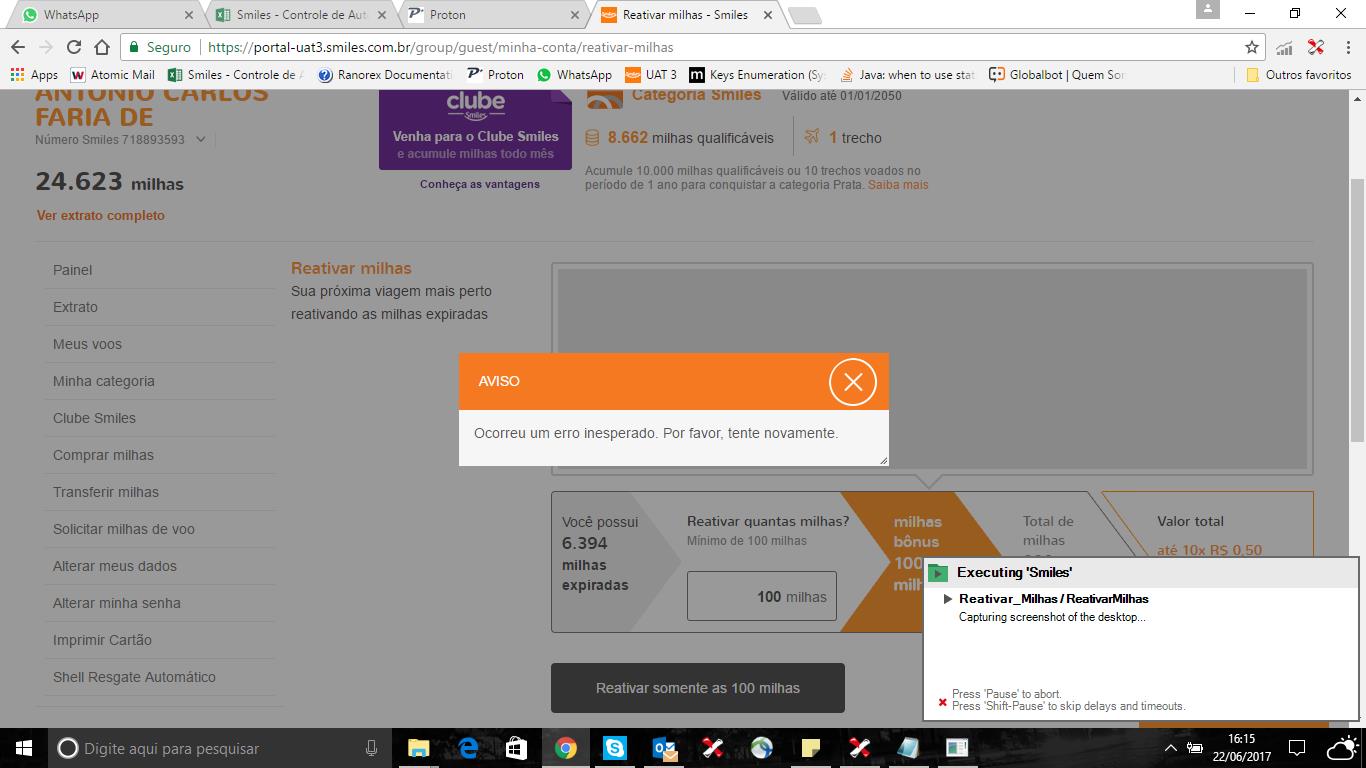 WhatsApp
Smiles - Controle de Aut
Proton
Reativar milhas - Smiles
Seguro
https://portal-uat3.smiles.com.br/group/guest/minha-conta/reativar-milhas
Apps
Atomic Mail
Smiles - Controle de A
Ranorex Documentati
Proton
WhatsApp
UAT 3
Keys Enumeration (Sy
Java: when to use stat
Globalbot | Quem Som
Outros favoritos
ANTONIO CARLOS
FARIA DE
Número Smiles 718893593
24.623 milhas
Ver extrato completo
clube
Smiles
Venha para o Clube Smiles
e acumule milhas todo mês
Conheça as vantagens
Categoria Smiles
Válido até 01/01/2050
8.662 milhas qualificáveis
1 trecho
Acumule 10.000 milhas qualificáveis ou 10 trechos voados no
período de 1 ano para conquistar a categoria Prata. Saiba mais
Painel
Extrato
Meus voos
Minha categoria
Clube Smiles
Comprar milhas
Transferir milhas
Solicitar milhas de voo
Alterar meus dados
Alterar minha senha
Imprimir Cartão
Shell Resgate Automático
Reativar milhas
Sua próxima viagem mais perto
reativando as milhas expiradas
AVISO
Ocorreu um erro inesperado. Por favor, tente novamente.
Você possui
6.394
milhas
expiradas
Reativar quantas milhas?
Mínimo de 100 milhas
100 milhas
milhas
bônus
100
milh
Total de
milhas
Valor total
até 10x R$ 0,50
Reativar somente as 100 milhas
Executing 'Smiles'
Reativar_Milhas / ReativarMilhas
Capturing screenshot of the desktop...
Press 'Pause' to abort.
Press 'Shift-Pause' to skip delays and timeouts.
Digite aqui para pesquisar
16:15
22/06/2017